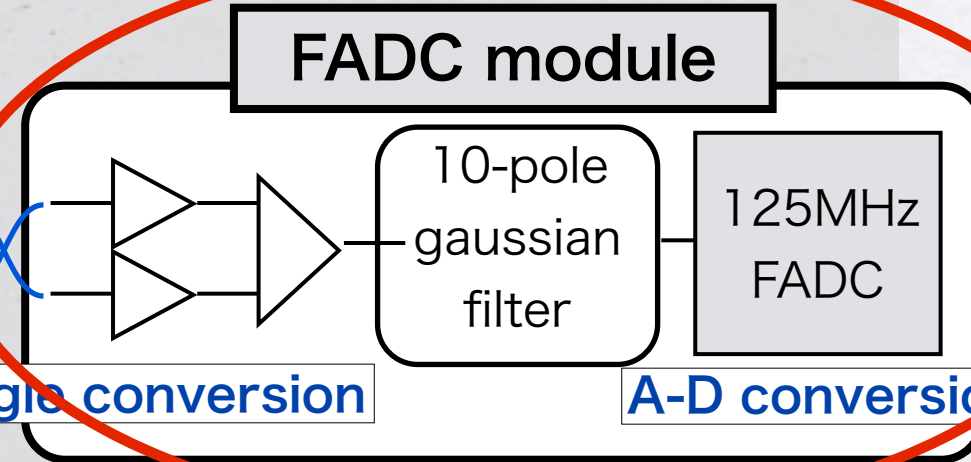 FADC module
10-pole
gaussian
filter
125MHz
FADC
conversion
A-D